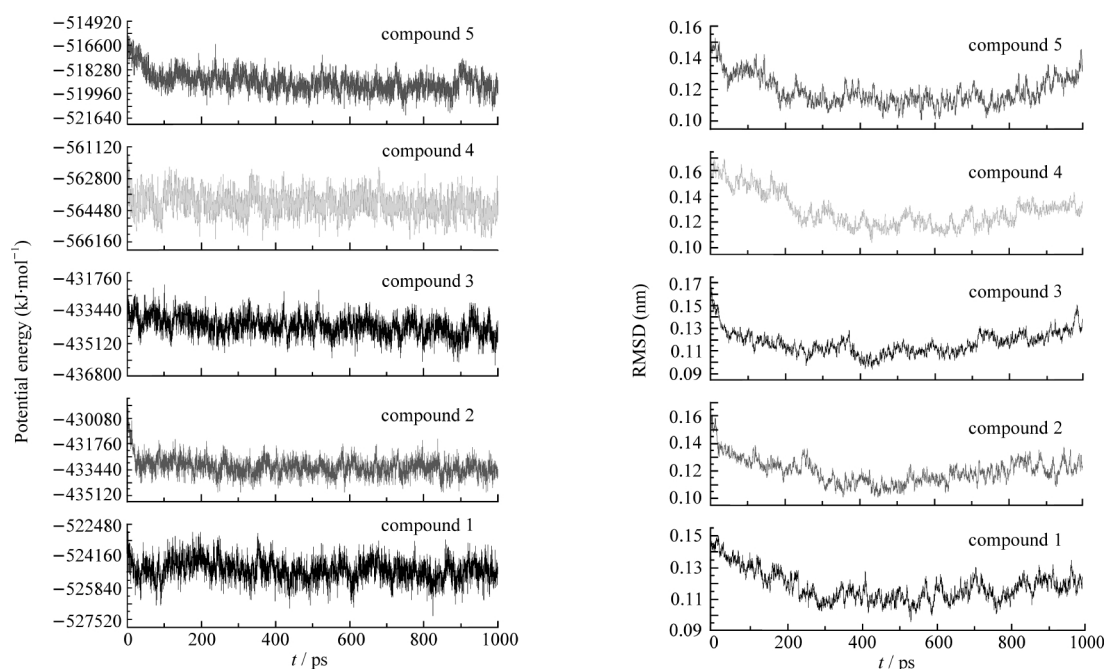 −514920
−516600
−518280
−519960
−521640
compound 5
−561120
−562800
−564480
−566160
compound 4
−431760
−433440
−435120
−436800
compound 3
−430080
−431760
−433440
−435120
compound 2
−522480
−524160
−525840
−527520
compound 1
0 200 400 600 800 1000
t / ps
Potential energy (kJ·mol⁻¹)
0.16
0.14
0.12
0.10
compound 5
0.16
0.14
0.12
0.10
compound 4
0.17
0.15
0.13
0.11
0.09
compound 3
0.16
0.14
0.12
0.10
compound 2
0.15
0.13
0.11
0.09
compound 1
0 200 400 600 800 1000
t / ps
RMSD (nm)